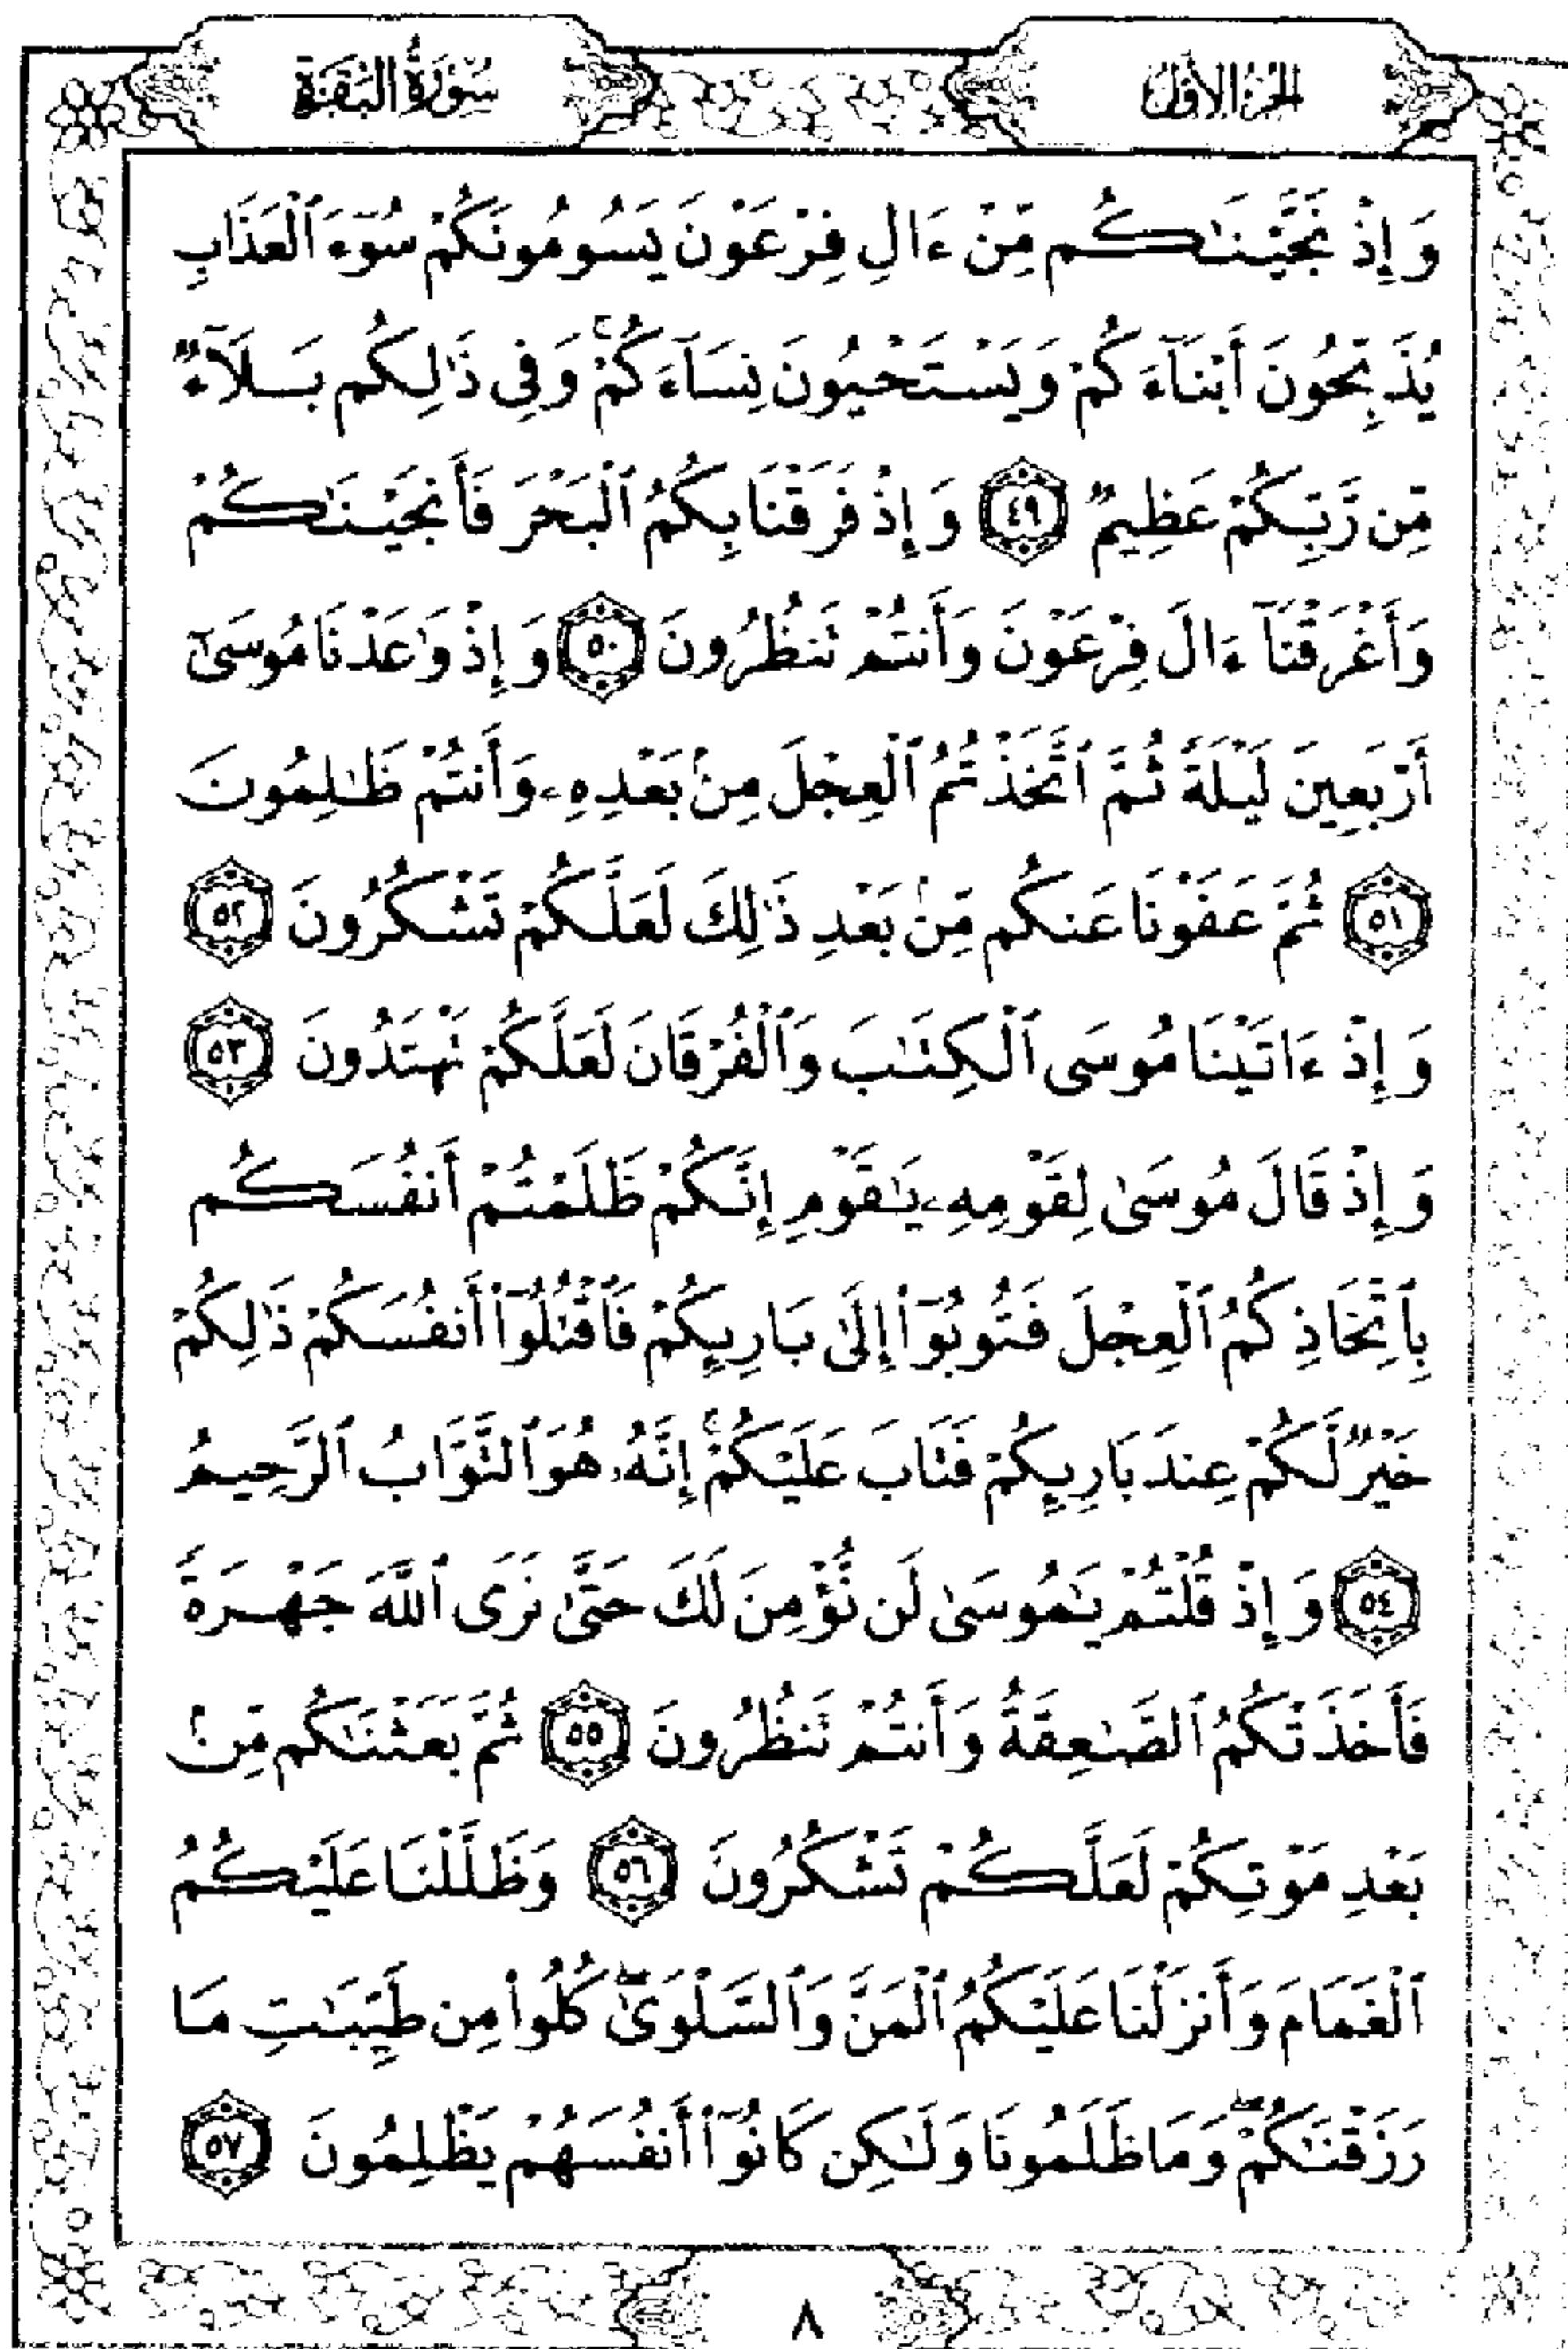 الجزء الأول
سورة البقرة
وَإِذْ نَجَّيْنَٰكُم مِّنْ ءَالِ فِرْعَوْنَ يَسُومُونَكُمْ سُوٓءَ ٱلْعَذَابِ
يُذَبِّحُونَ أَبْنَآءَكُمْ وَيَسْتَحْيُونَ نِسَآءَكُمْ ۚ وَفِى ذَٰلِكُم بَلَآءٌ
مِّن رَّبِّكُمْ عَظِيمٌ ٤٩ وَإِذْ فَرَقْنَا بِكُمُ ٱلْبَحْرَ فَأَنجَيْنَٰكُمْ
وَأَغْرَقْنَآ ءَالَ فِرْعَوْنَ وَأَنتُمْ تَنظُرُونَ ٥٠ وَإِذْ وَٰعَدْنَا مُوسَىٰٓ
أَرْبَعِينَ لَيْلَةً ثُمَّ ٱتَّخَذْتُمُ ٱلْعِجْلَ مِنۢ بَعْدِهِۦ وَأَنتُمْ ظَٰلِمُونَ
٥١ ثُمَّ عَفَوْنَا عَنكُم مِّنۢ بَعْدِ ذَٰلِكَ لَعَلَّكُمْ تَشْكُرُونَ ٥٢
وَإِذْ ءَاتَيْنَا مُوسَى ٱلْكِتَٰبَ وَٱلْفُرْقَانَ لَعَلَّكُمْ تَهْتَدُونَ ٥٣
وَإِذْ قَالَ مُوسَىٰ لِقَوْمِهِۦ يَٰقَوْمِ إِنَّكُمْ ظَلَمْتُمْ أَنفُسَكُم
بِٱتِّخَاذِكُمُ ٱلْعِجْلَ فَتُوبُوٓا۟ إِلَىٰ بَارِئِكُمْ فَٱقْتُلُوٓا۟ أَنفُسَكُمْ ذَٰلِكُمْ
خَيْرٌ لَّكُمْ عِندَ بَارِئِكُمْ فَتَابَ عَلَيْكُمْ ۚ إِنَّهُۥ هُوَ ٱلتَّوَّابُ ٱلرَّحِيمُ
٥٤ وَإِذْ قُلْتُمْ يَٰمُوسَىٰ لَن نُّؤْمِنَ لَكَ حَتَّىٰ نَرَى ٱللَّهَ جَهْرَةً
فَأَخَذَتْكُمُ ٱلصَّٰعِقَةُ وَأَنتُمْ تَنظُرُونَ ٥٥ ثُمَّ بَعَثْنَٰكُم مِّنۢ
بَعْدِ مَوْتِكُمْ لَعَلَّكُمْ تَشْكُرُونَ ٥٦ وَظَلَّلْنَا عَلَيْكُمُ
ٱلْغَمَامَ وَأَنزَلْنَا عَلَيْكُمُ ٱلْمَنَّ وَٱلسَّلْوَىٰ ۖ كُلُوا۟ مِن طَيِّبَٰتِ مَا
رَزَقْنَٰكُمْ ۖ وَمَا ظَلَمُونَا وَلَٰكِن كَانُوٓا۟ أَنفُسَهُمْ يَظْلِمُونَ ٥٧
٨